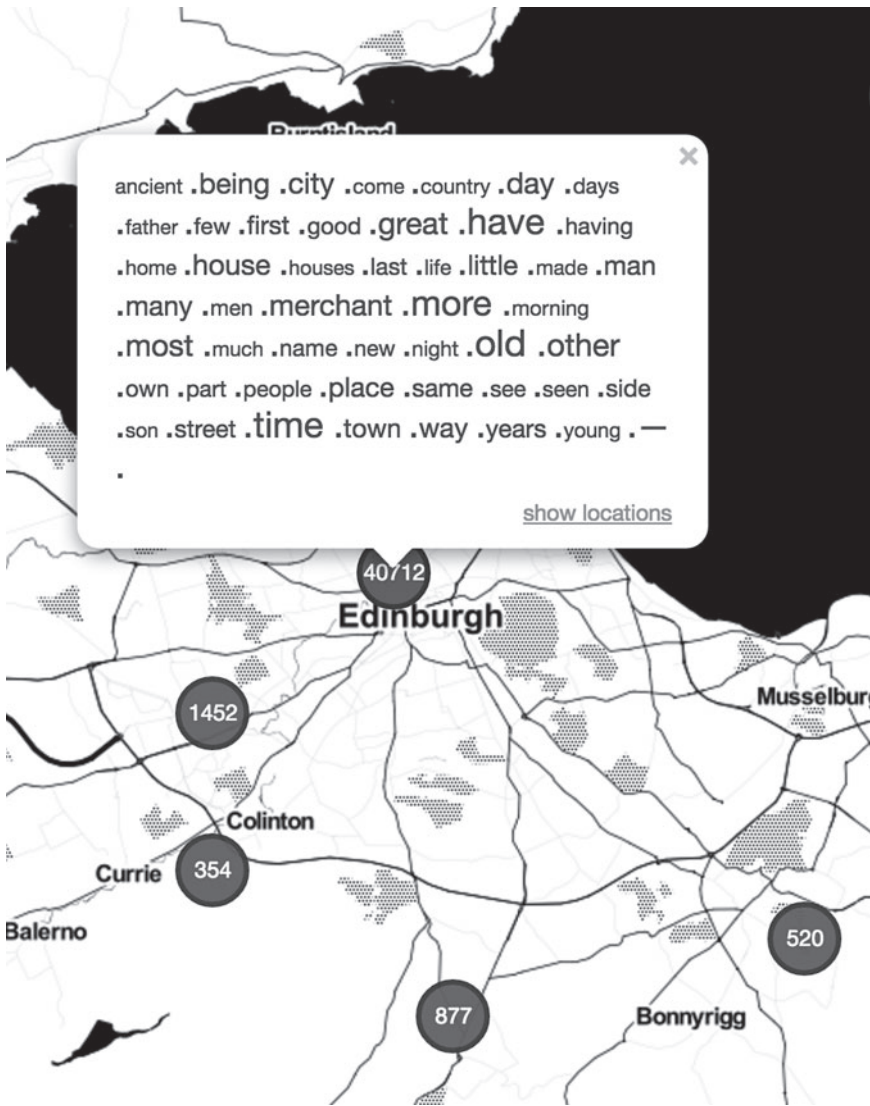 Burntisland
×
ancient .being .city .come .country .day .days
.father .few .first .good .great .have .having
.home .house .houses .last .life .little .made .man
.many .men .merchant .more .morning
.most .much .name .new .night .old .other
.own .part .people .place .same .see .seen .side
.son .street .time .town .way .years .young . —
.
show locations
40712
Edinburgh
Musselbur
1452
Colinton
Currie
354
Balerno
520
877
Bonnyrigg